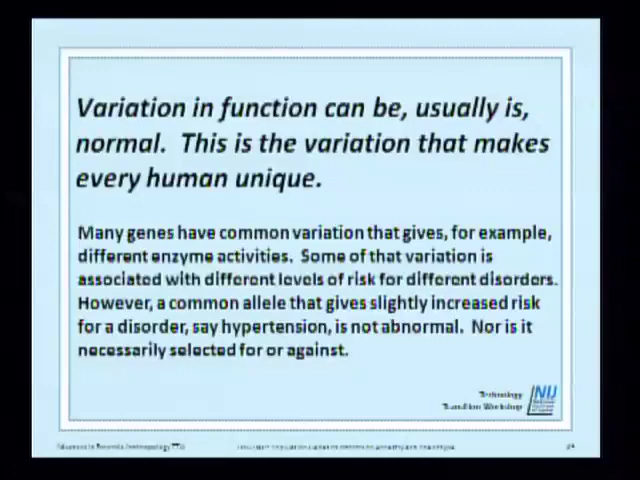 Variation in function can be, usually is,
normal. This is the variation that makes
every human unique.
Many genes have common variation that gives, for example,
different enzyme activities. Some of that variation is
associated with different levels of risk for different disorders.
However, a common allele that gives slightly increased risk
for a disorder, say hypertension, is not abnormal. Nor is it
necessarily selected for or against.
Technology
Transition Workshop
NIJ